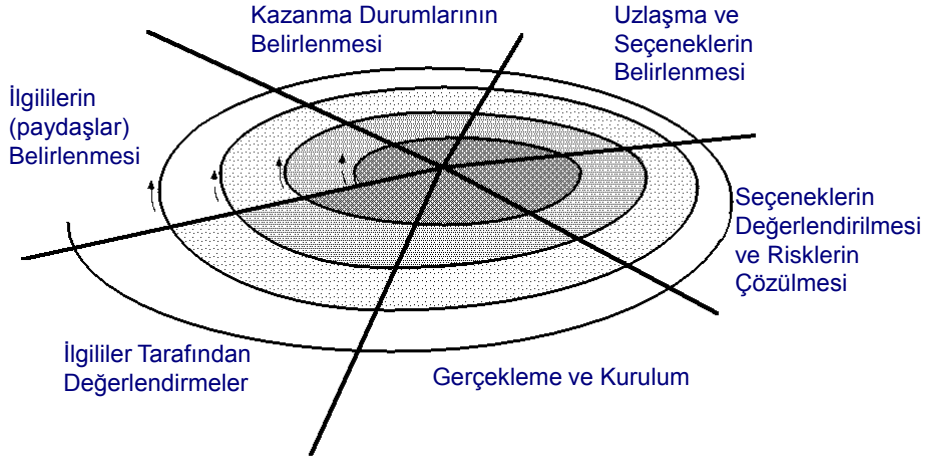 Kazanma Durumlarının
Belirlenmesi
Uzlaşma ve
Seçeneklerin
Belirlenmesi
İlgililerin
(paydaşlar)
Belirlenmesi
Seçeneklerin
Değerlendirilmesi
ve Risklerin
Çözülmesi
İlgililer Tarafından
Değerlendirmeler
Gerçekleme ve Kurulum